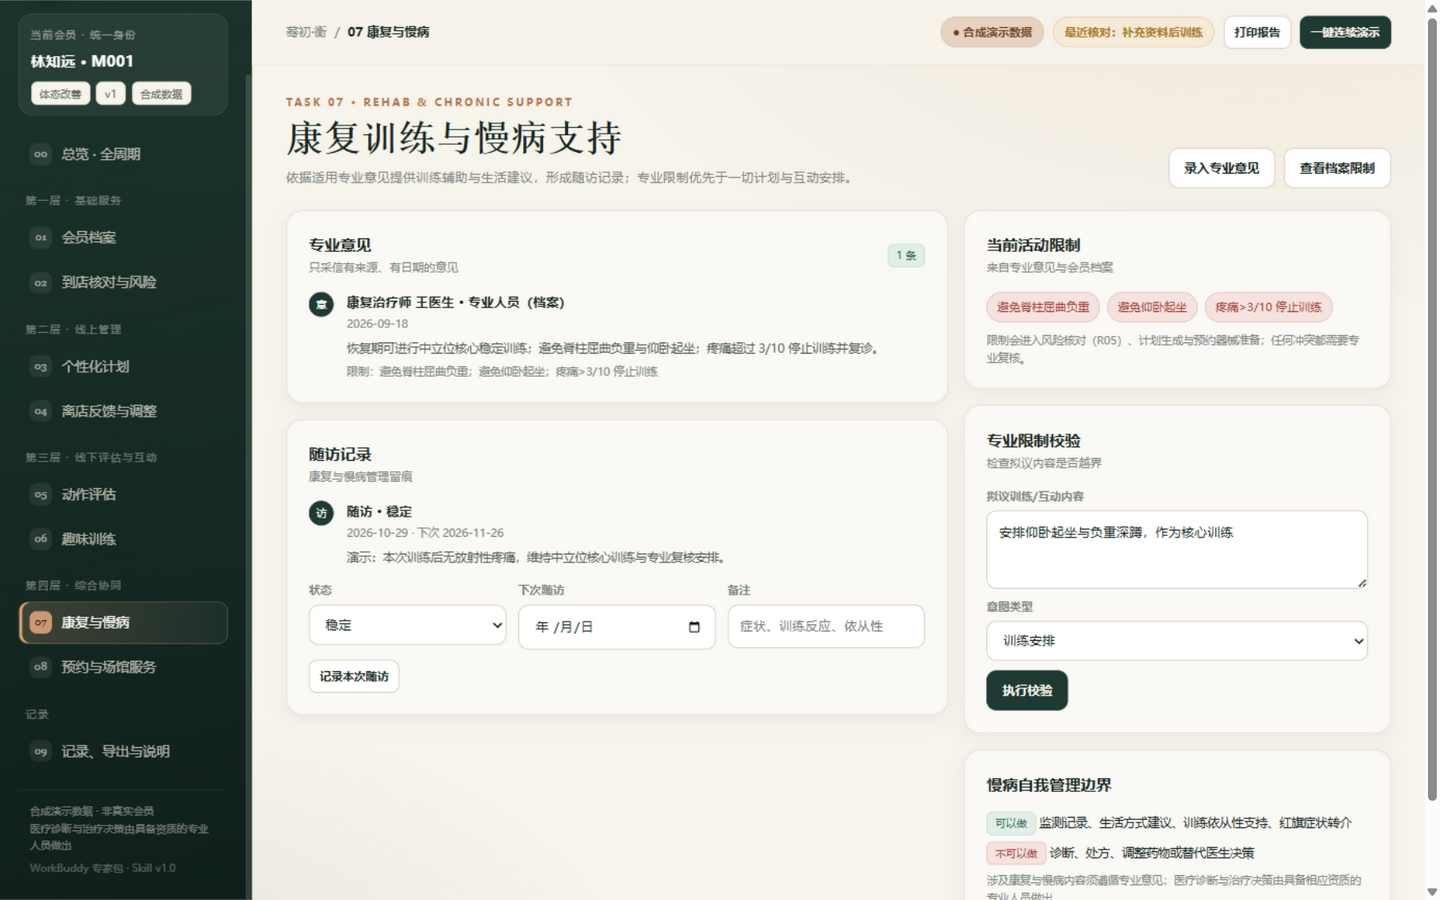 当前会员 · 统一身份
林知远 • M001
体态改善
v1
合成数据
00 总览 · 全周期
第一层 · 基础服务
01 会员档案
02 到店核对与风险
第二层 · 线上管理
03 个性化计划
04 离店反馈与调整
第三层 · 线下评估与互动
05 动作评估
06 趣味训练
第四层 · 综合协同
07 康复与慢病
08 预约与场馆服务
记录
09 记录、导出与说明
合成演示数据 · 非真实会员
医疗诊断与治疗决策由具备资质的专业
人员做出
WorkBuddy 专家包 · Skill v1.0
/ 07 康复与慢病
• 合成演示数据
最近核对：补充资料后训练
打印报告
一键连续演示
TASK 07 • REHAB & CHRONIC SUPPORT
康复训练与慢病支持
依据适用专业意见提供训练辅助与生活建议，形成随访记录；专业限制优先于一切计划与互动安排。
录入专业意见
查看档案限制
专业意见
只采信有来源、有日期的意见
1 条
意
康复治疗师 王医生 • 专业人员（档案）
2026-09-18
恢复期可进行中立位核心稳定训练；避免脊柱屈曲负重与仰卧起坐；疼痛超过 3/10 停止训练并复诊。
限制：避免脊柱屈曲负重；避免仰卧起坐；疼痛>3/10 停止训练
随访记录
康复与慢病管理留痕
访
随访 • 稳定
2026-10-29 · 下次 2026-11-26
演示：本次训练后无放射性疼痛，维持中立位核心训练与专业复核安排。
状态
下次随访
备注
稳定
年 /月/日
症状、训练反应、依从性
记录本次随访
当前活动限制
来自专业意见与会员档案
避免脊柱屈曲负重
避免仰卧起坐
疼痛>3/10 停止训练
限制会进入风险核对（R05）、计划生成与预约器械准备；任何冲突都需要专
业复核。
专业限制校验
检查拟议内容是否越界
拟议训练/互动内容
安排仰卧起坐与负重深蹲，作为核心训练
意图类型
训练安排
执行校验
慢病自我管理边界
可以做 监测记录、生活方式建议、训练依从性支持、红旗症状转介
不可以做 诊断、处方、调整药物或替代医生决策
涉及康复与慢病内容须遵循专业意见；医疗诊断与治疗决策由具备相应资质的
专业人员做出